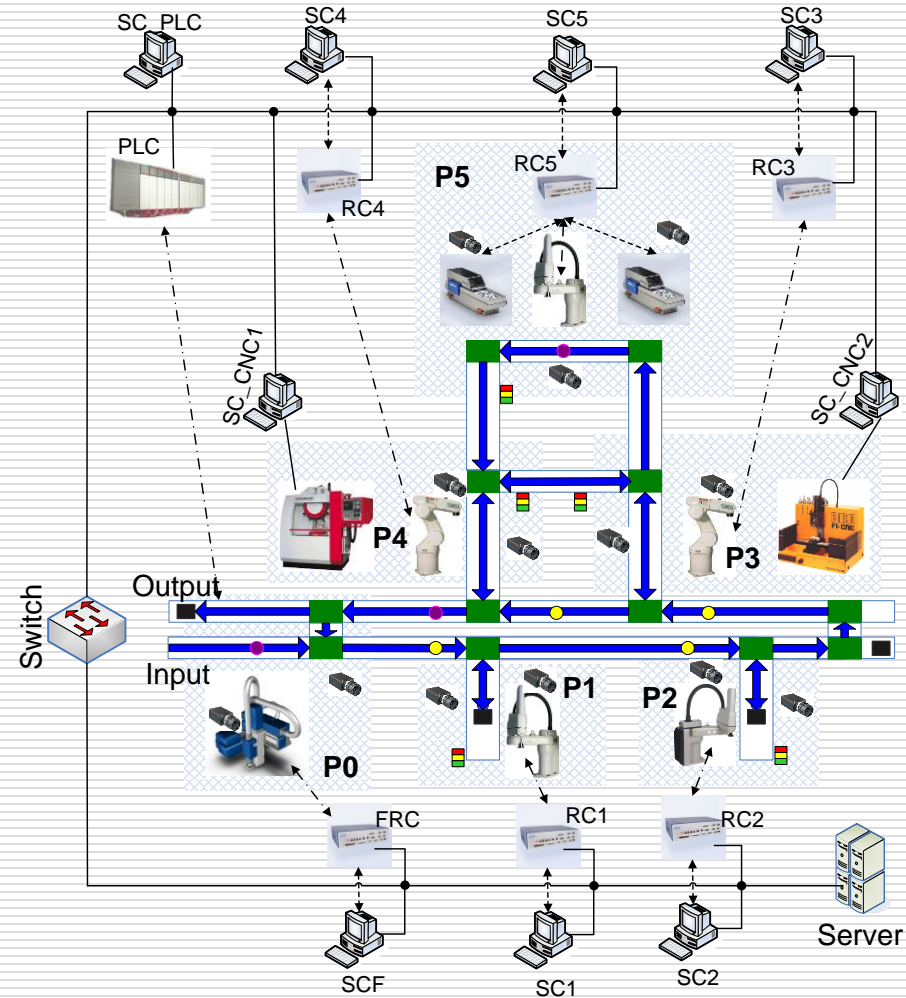 SC_PLC
SC4
SC5
SC3
PLC
RC4
P5
RC5
RC3
SC_CNC1
SC_CNC2
P4
P3
Output
Switch
Input
P1
P2
P0
FRC
RC1
RC2
Server
SCF
SC1
SC2